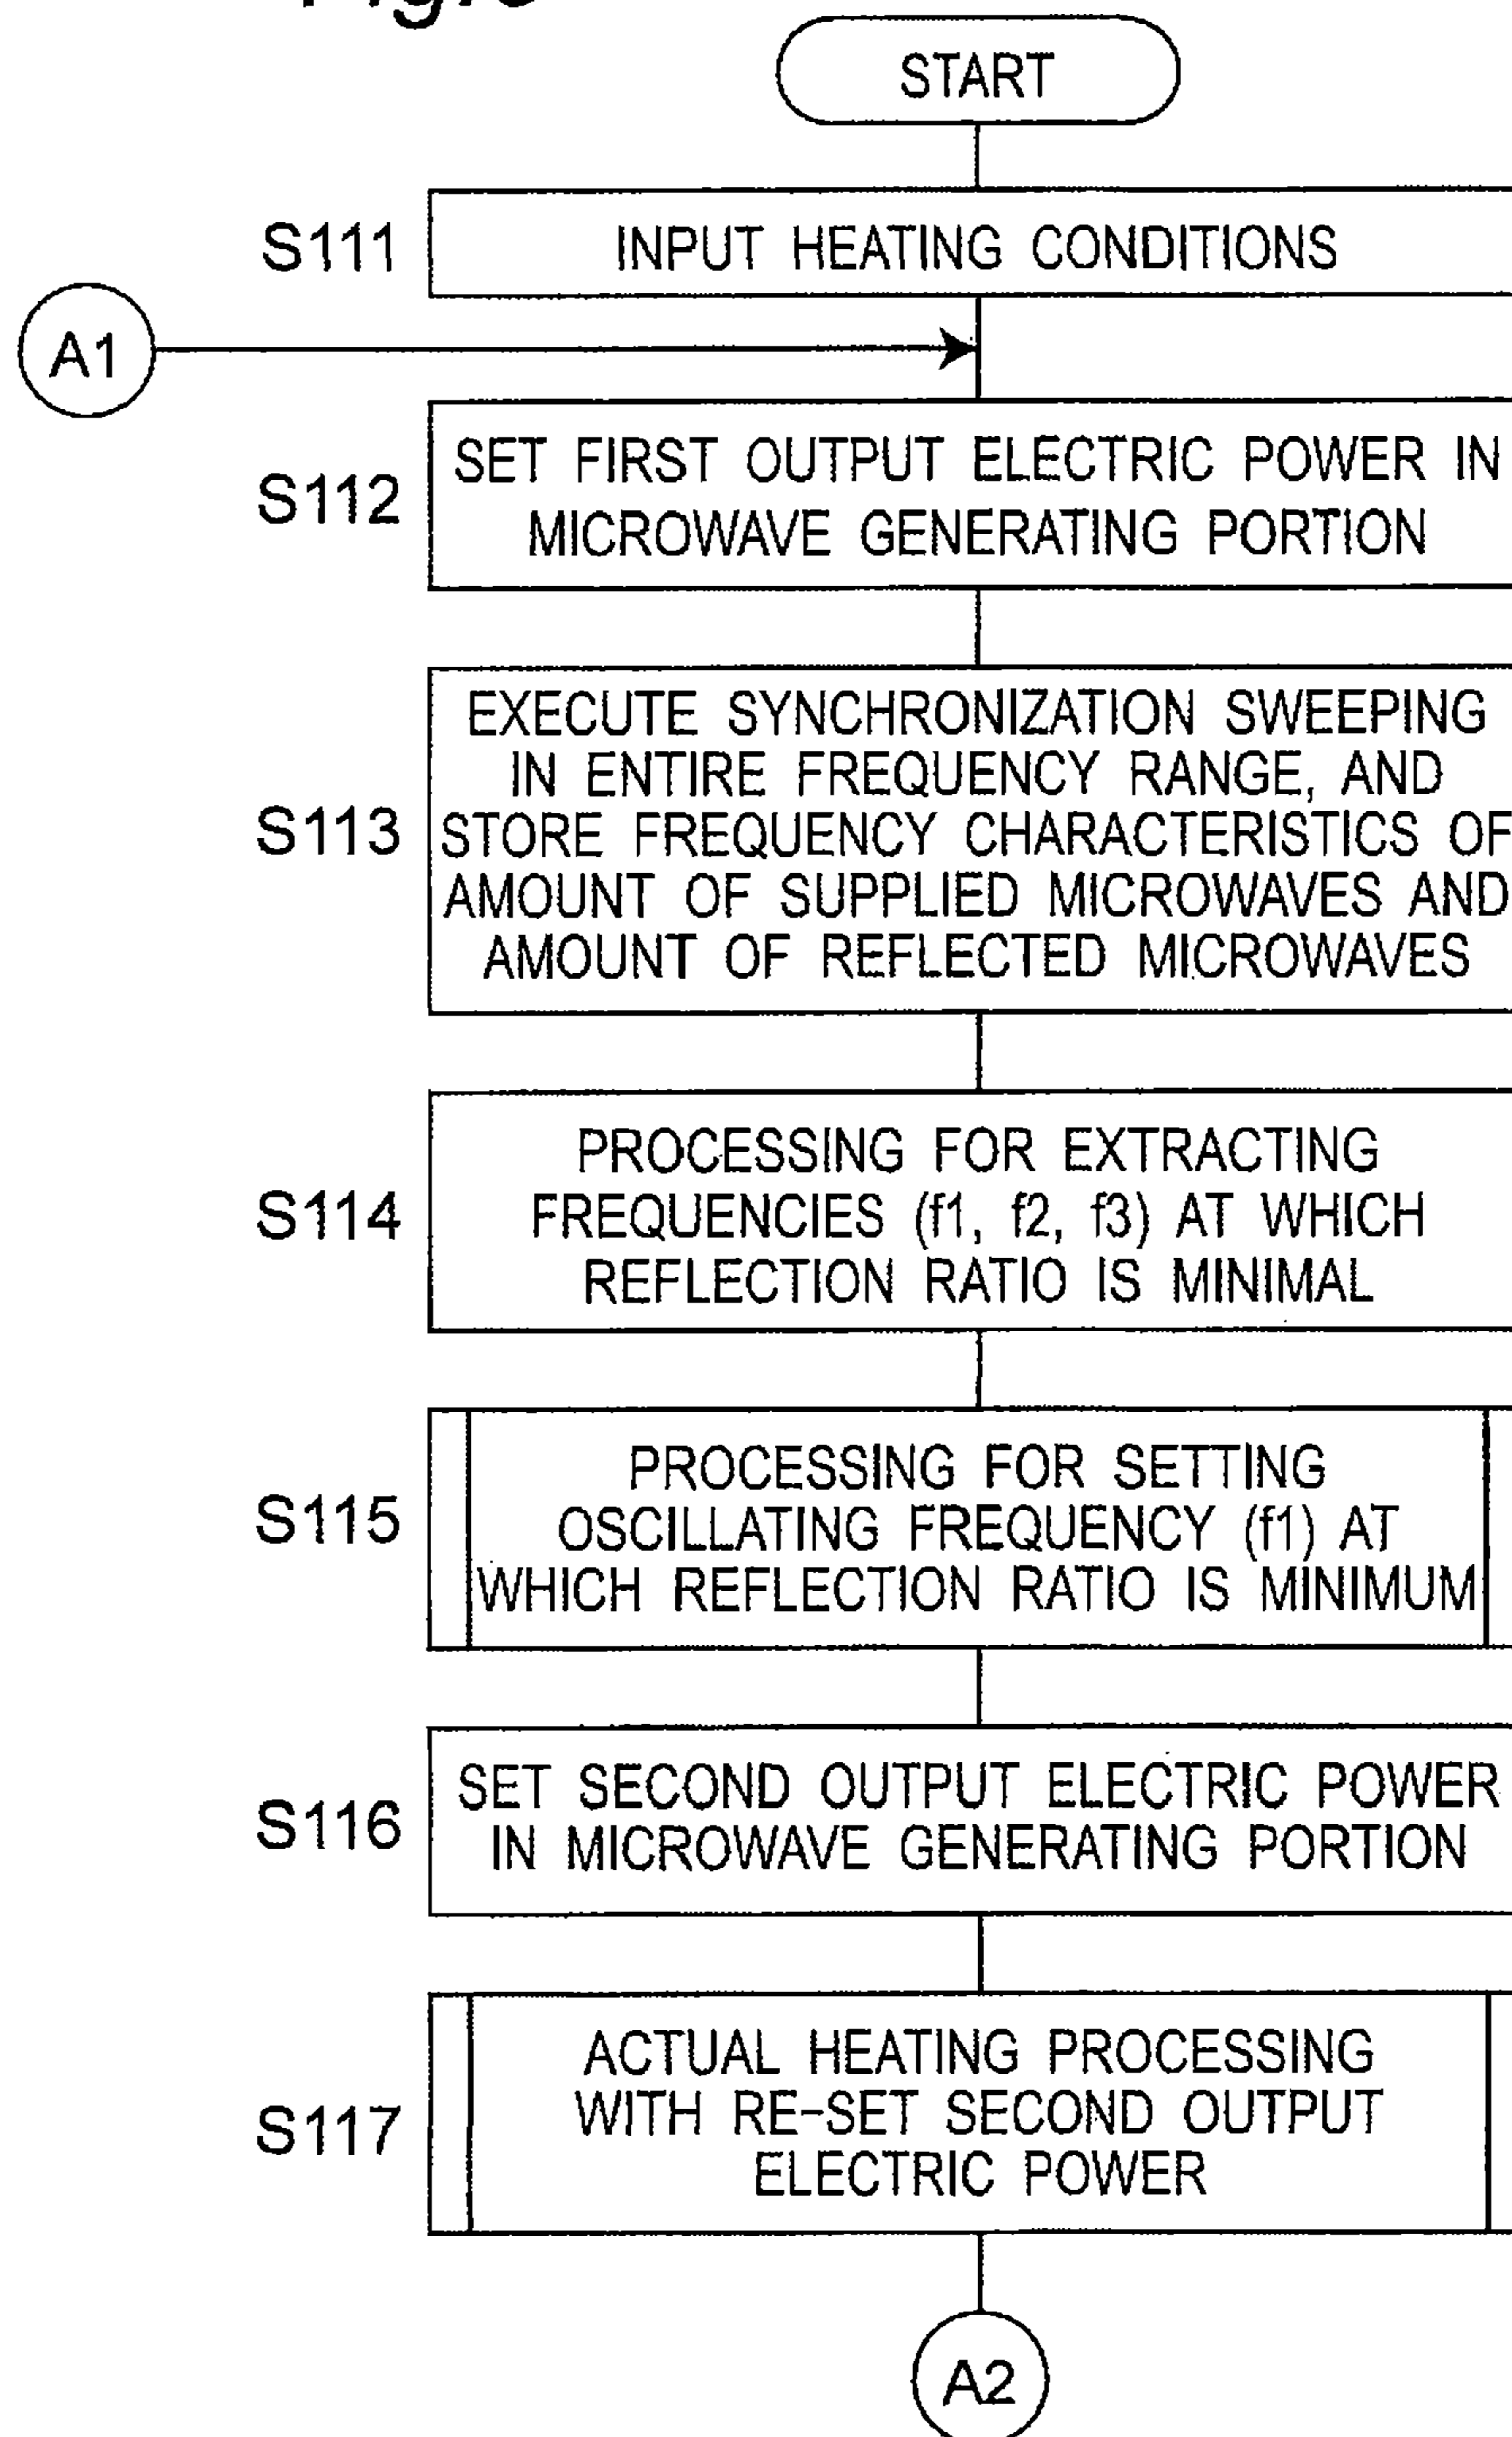 START
S111
INPUT HEATING CONDITIONS
A1
S112
SET FIRST OUTPUT ELECTRIC POWER IN
MICROWAVE GENERATING PORTION
S113
EXECUTE SYNCHRONIZATION SWEEPING
IN ENTIRE FREQUENCY RANGE, AND
STORE FREQUENCY CHARACTERISTICS OF
AMOUNT OF SUPPLIED MICROWAVES AND
AMOUNT OF REFLECTED MICROWAVES
S114
PROCESSING FOR EXTRACTING
FREQUENCIES (f1, f2, f3) AT WHICH
REFLECTION RATIO IS MINIMAL
S115
PROCESSING FOR SETTING
OSCILLATING FREQUENCY (f1) AT
WHICH REFLECTION RATIO IS MINIMUM
S116
SET SECOND OUTPUT ELECTRIC POWER
IN MICROWAVE GENERATING PORTION
S117
ACTUAL HEATING PROCESSING
WITH RE-SET SECOND OUTPUT
ELECTRIC POWER
A2